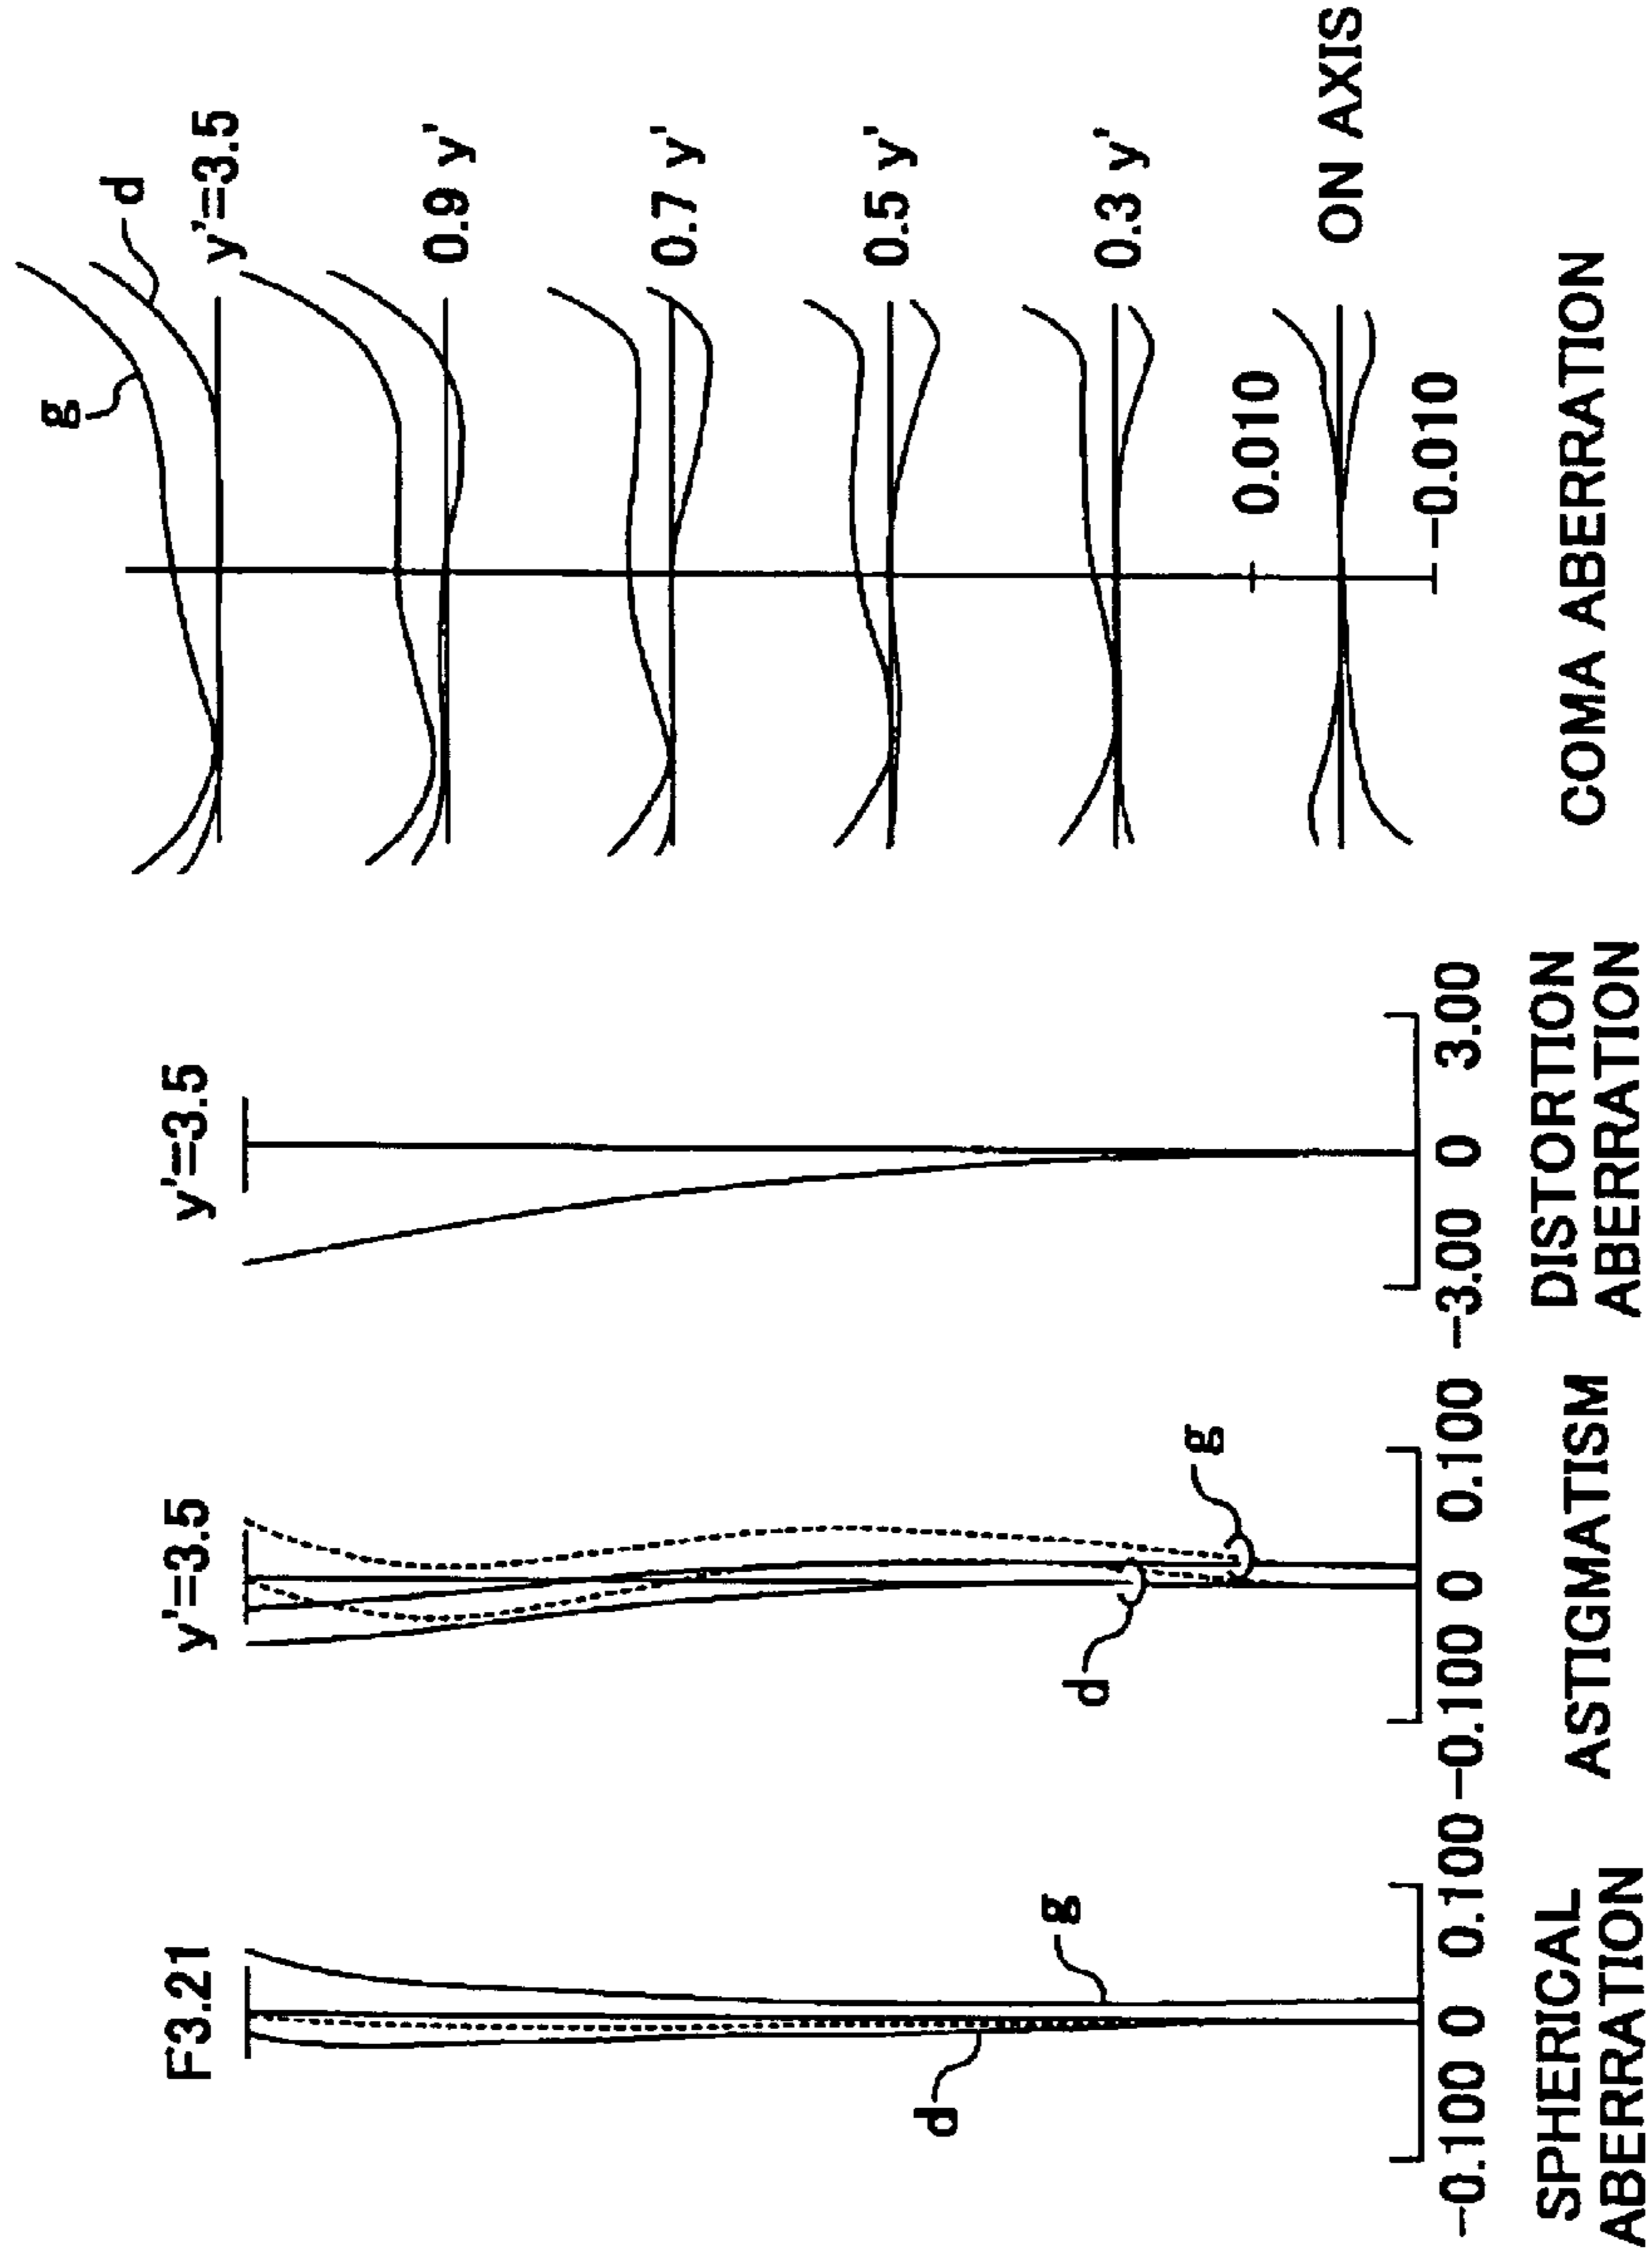 F3.21
d
g
-0.100 0 0.100
SPHERICAL
ABERRATION
y'=3.5
d
g
-0.100 0 0.100
ASTIGMATISM
y'=3.5
-3.00 0 3.00
DISTORTION
ABERRATION
g
d
y'=3.5
0.9 y'
0.7 y'
0.5 y'
0.3 y'
0.010
ON AXIS
-0.010
COMA ABERRATION